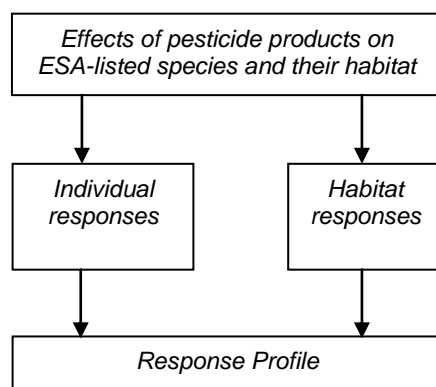 Effects of pesticide products on
ESA-listed species and their habitat
Individual
responses
Habitat
responses
Response Profile